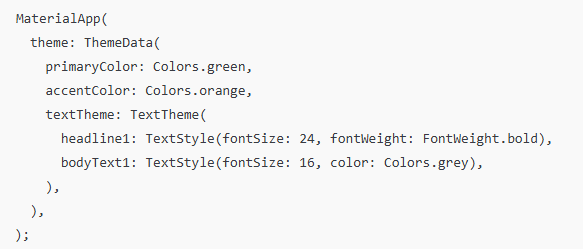 MaterialApp(
  theme: ThemeData(
    primaryColor: Colors.green,
    accentColor: Colors.orange,
    textTheme: TextTheme(
      headline1: TextStyle(fontSize: 24, fontWeight: FontWeight.bold),
      bodyText1: TextStyle(fontSize: 16, color: Colors.grey),
    ),
  ),
);